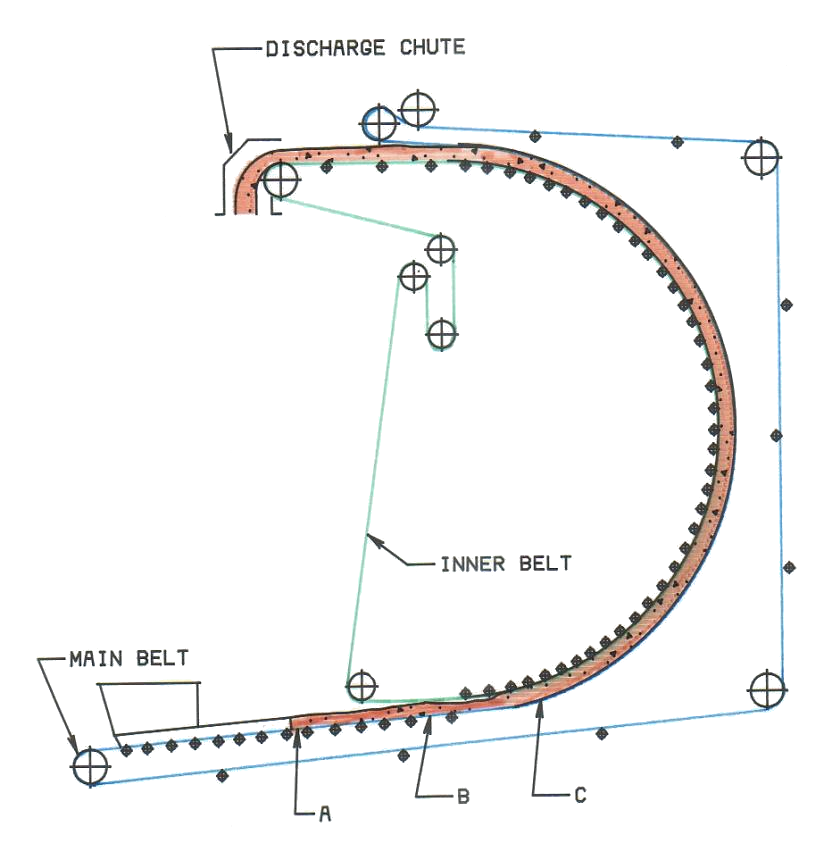 DISCHARGE CHUTE
INNER BELT
MAIN BELT
B
C
A